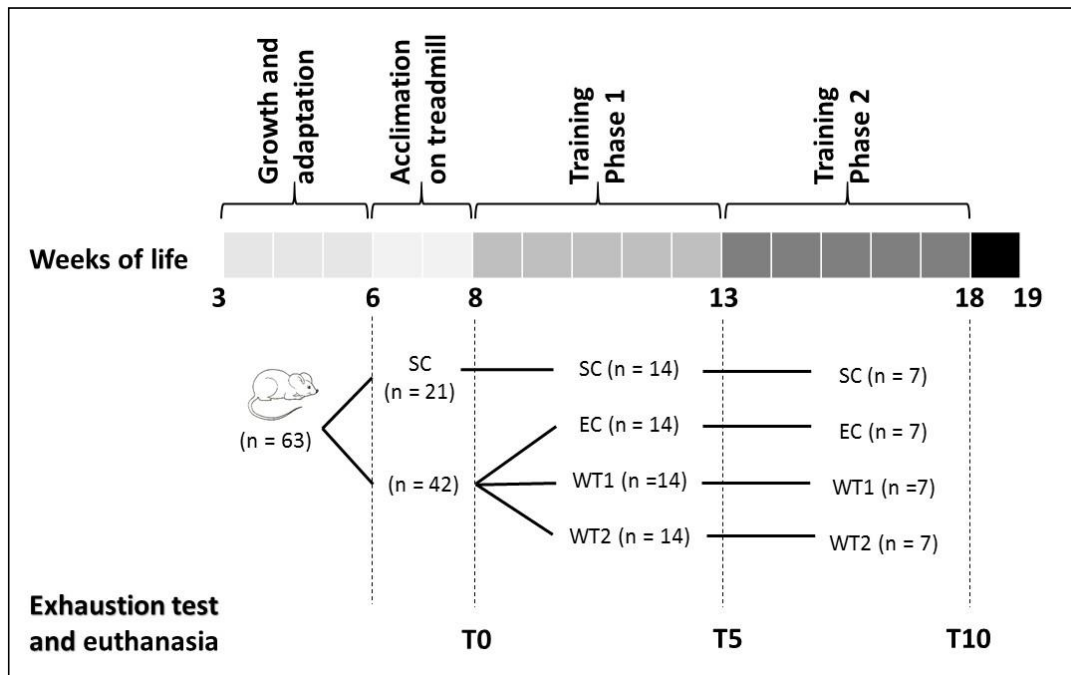 Growth and
adaptation
Acclimation
on treadmill
Training
Phase 1
Training
Phase 2
Weeks of life
3
6
8
13
18
19
SC
(n = 21)
SC (n = 14)
SC (n = 7)
EC (n = 14)
EC (n = 7)
(n = 63)
(n = 42)
WT1 (n =14)
WT1 (n =7)
WT2 (n = 14)
WT2 (n = 7)
Exhaustion test
and euthanasia
T0
T5
T10